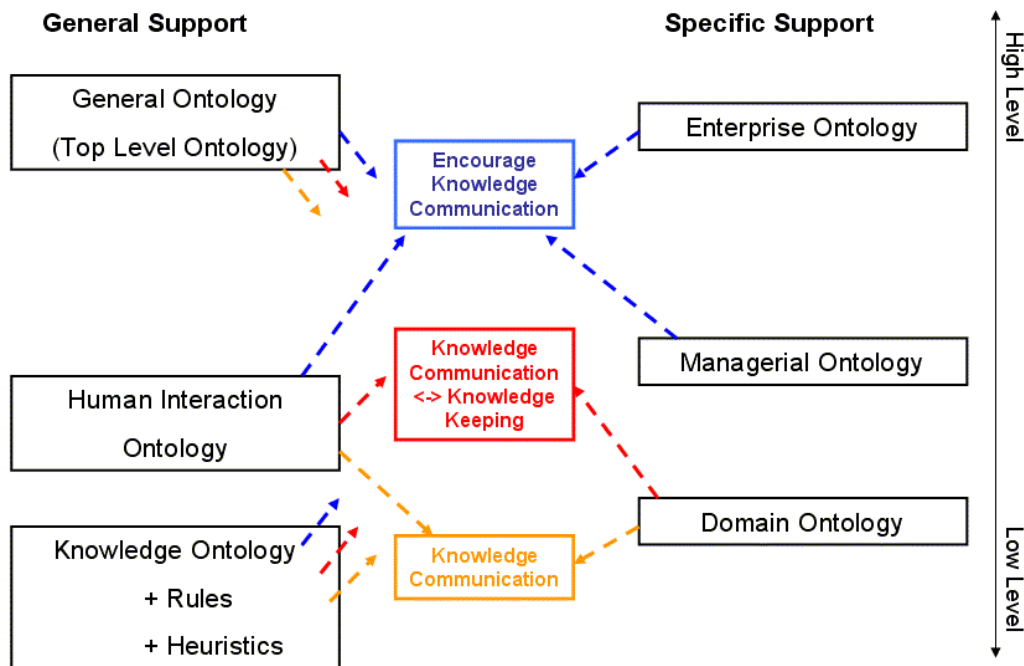 General Support
Specific Support
High Level
General Ontology
(Top Level Ontology)
Enterprise Ontology
Encourage
Knowledge
Communication
Human Interaction
Ontology
Knowledge
Communication
<-> Knowledge
Keeping
Managerial Ontology
Knowledge Ontology
+ Rules
+ Heuristics
Knowledge
Communication
Domain Ontology
Low Level